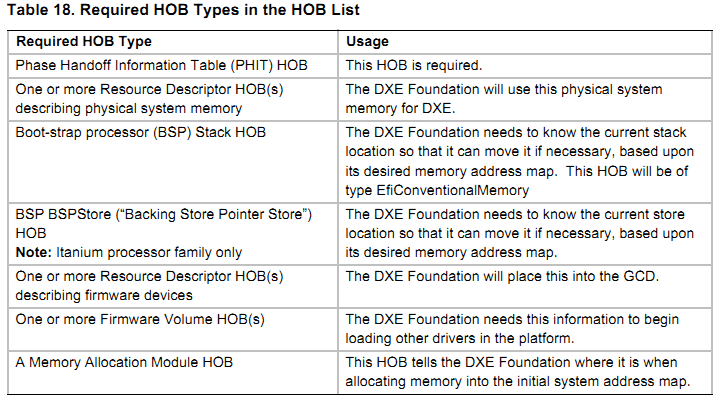 Table 18. Required HOB Types in the HOB List
Required HOB Type
Usage
Phase Handoff Information Table (PHIT) HOB
This HOB is required.
One or more Resource Descriptor HOB(s)
describing physical system memory
The DXE Foundation will use this physical system
memory for DXE.
Boot-strap processor (BSP) Stack HOB
The DXE Foundation needs to know the current stack
location so that it can move it if necessary, based upon
its desired memory address map.  This HOB will be of
type EfiConventionalMemory
BSP BSPStore (“Backing Store Pointer Store”)
HOB
Note: Itanium processor family only
The DXE Foundation needs to know the current store
location so that it can move it if necessary, based upon
its desired memory address map.
One or more Resource Descriptor HOB(s)
describing firmware devices
The DXE Foundation will place this into the GCD.
One or more Firmware Volume HOB(s)
The DXE Foundation needs this information to begin
loading other drivers in the platform.
A Memory Allocation Module HOB
This HOB tells the DXE Foundation where it is when
allocating memory into the initial system address map.